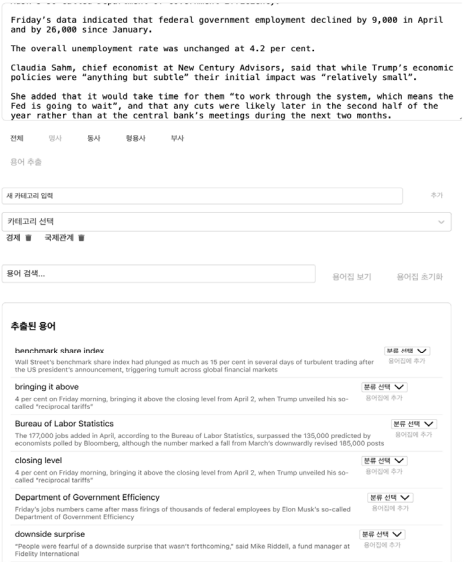 Friday's data indicated that federal government employment declined by 9,000 in April
and by 26,000 since January.
The overall unemployment rate was unchanged at 4.2 per cent.
Claudia Sahm, chief economist at New Century Advisors, said that while Trump's economic
policies were "anything but subtle" their initial impact was "relatively small".
She added that it would take time for them "to work through the system, which means the
Fed is going to wait", and that any cuts were likely later in the second half of the
year rather than at the central bank's meetings during the next two months.
전체 명사 동사 형용사 부사
용어 추출
새 카테고리 입력 추가
카테고리 선택
경제 국제관계
용어 검색... 용어집 보기 용어집 초기화
추출된 용어
benchmark share index 분류 선택
Wall Street's benchmark share index had plunged as much as 15 per cent in several days of turbulent trading after 용어집에 추가
the US president's announcement, triggering tumult across global financial markets
bringing it above 분류 선택
4 per cent on Friday morning, bringing it above the closing level from April 2, when Trump unveiled his so- 용어집에 추가
called "reciprocal tariffs"
Bureau of Labor Statistics 분류 선택
The 177,000 jobs added in April, according to the Bureau of Labor Statistics, surpassed the 135,000 predicted by 용어집에 추가
economists polled by Bloomberg, although the number marked a fall from March's downwardly revised 185,000 posts
closing level 분류 선택
4 per cent on Friday morning, bringing it above the closing level from April 2, when Trump unveiled his so- 용어집에 추가
called "reciprocal tariffs"
Department of Government Efficiency 분류 선택
Friday's jobs numbers came after mass firings of thousands of federal employees by Elon Musk's so-called 용어집에 추가
Department of Government Efficiency
downside surprise 분류 선택
"People were fearful of a downside surprise that wasn't forthcoming," said Mike Riddell, a fund manager at 용어집에 추가
Fidelity International